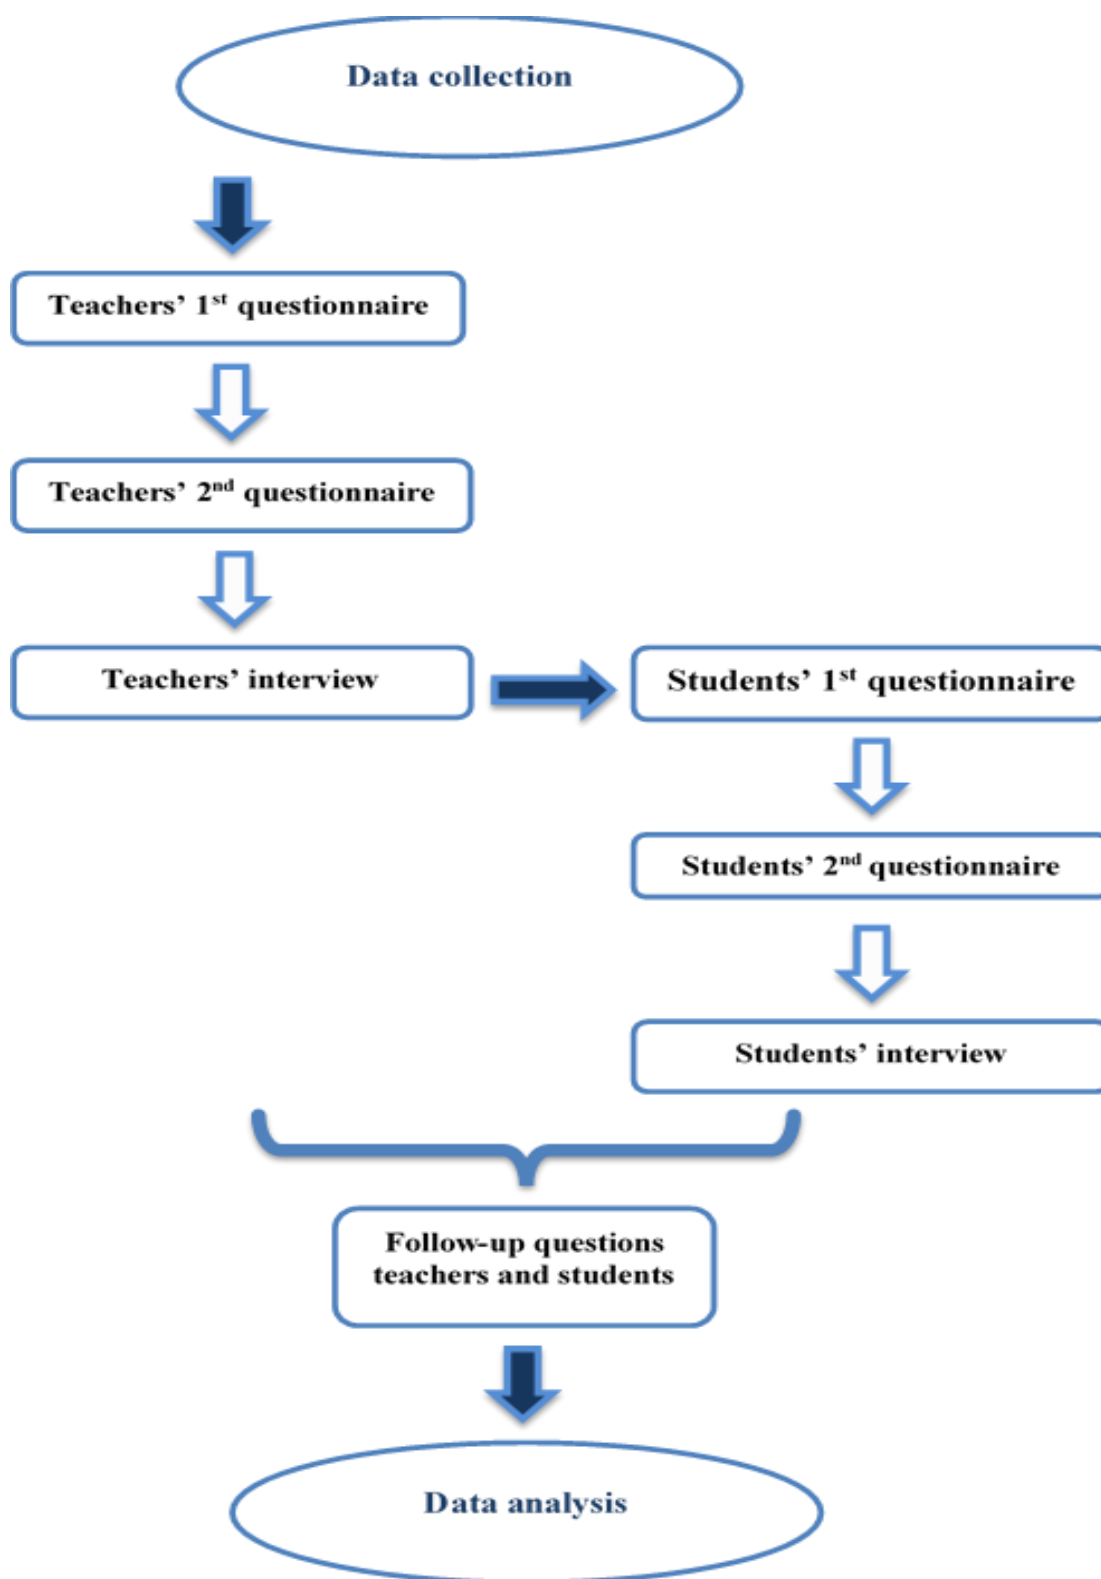 Data collection
Teachers’ 1st questionnaire
Teachers’ 2nd questionnaire
Teachers’ interview
Students’ 1st questionnaire
Students’ 2nd questionnaire
Students’ interview
Follow-up questions
teachers and students
Data analysis